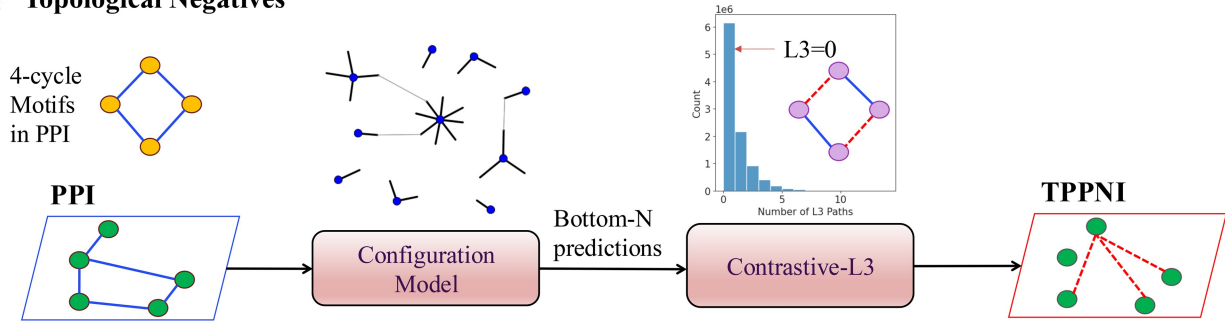 Topological Negatives
4-cycle
Motifs
in PPI
PPI
Configuration
Model
Bottom-N
predictions
1e6
6
5
4
3
2
1
0
Count
L3=0
0 5 10
Number of L3 Paths
Contrastive-L3
TPPNI